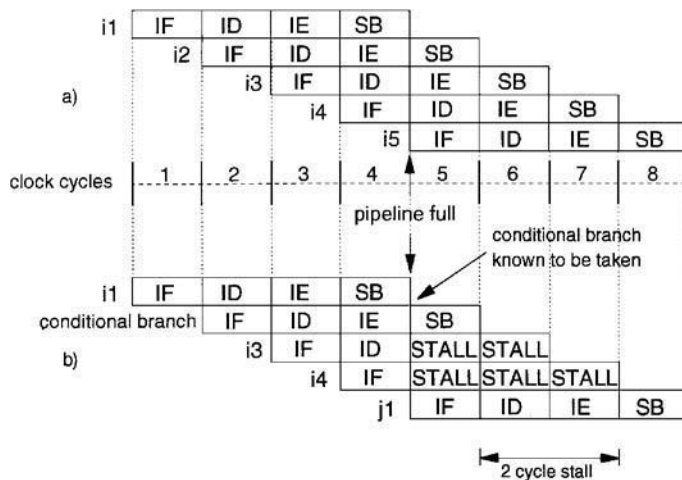 i1 IF ID IE SB
i2 IF ID IE SB
i3 IF ID IE SB
a)
i4 IF ID IE SB
i5 IF ID IE SB
clock cycles 1 2 3 4 5 6 7 8
pipeline full
conditional branch
known to be taken
i1 IF ID IE SB
conditional branch IF ID IE SB
b)
i3 IF ID STALL STALL
i4 IF STALL STALL STALL
j1 IF ID IE SB
2 cycle stall